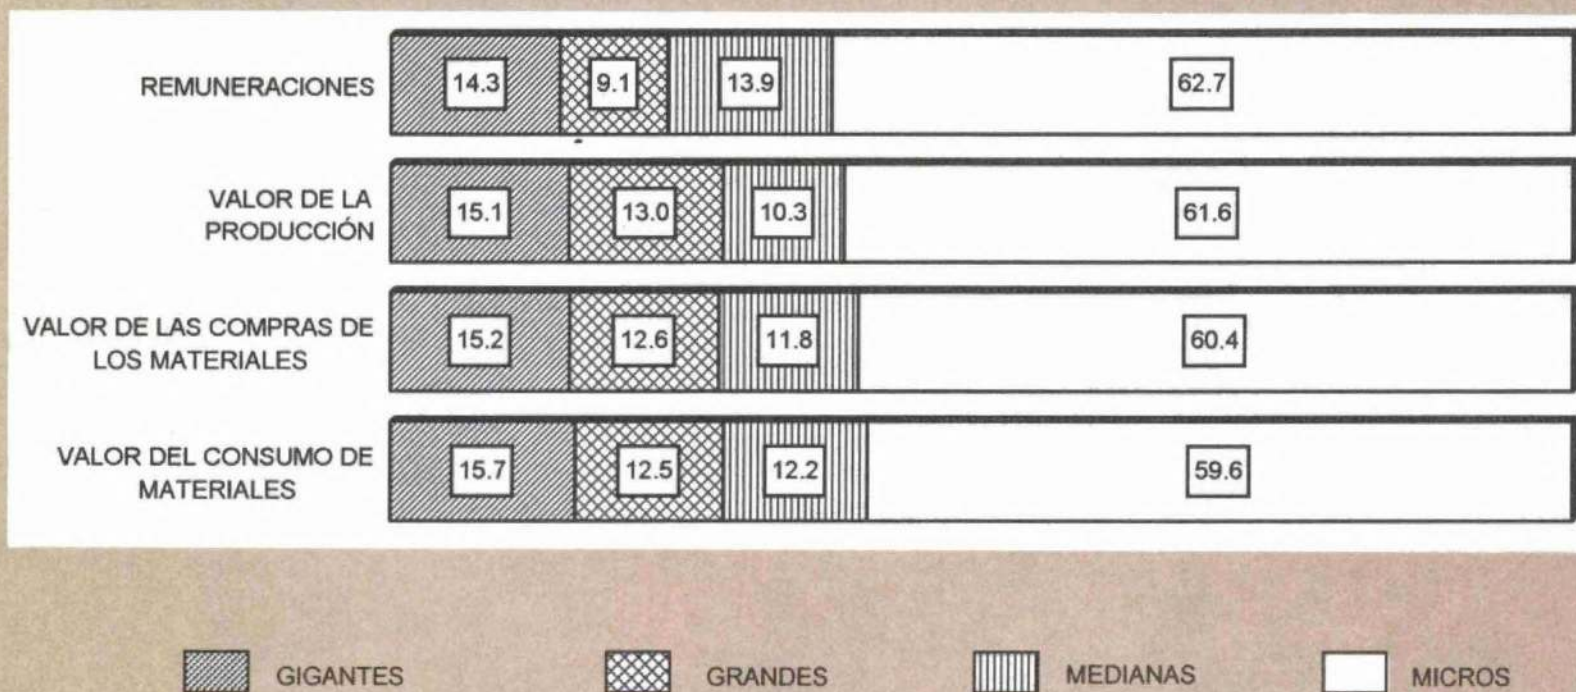 REMUNERACIONES
14.3 9.1 13.9 62.7
VALOR DE LA
PRODUCCIÓN
15.1 13.0 10.3 61.6
VALOR DE LAS COMPRAS DE
LOS MATERIALES
15.2 12.6 11.8 60.4
VALOR DEL CONSUMO DE
MATERIALES
15.7 12.5 12.2 59.6
GIGANTES GRANDES MEDIANAS MICROS